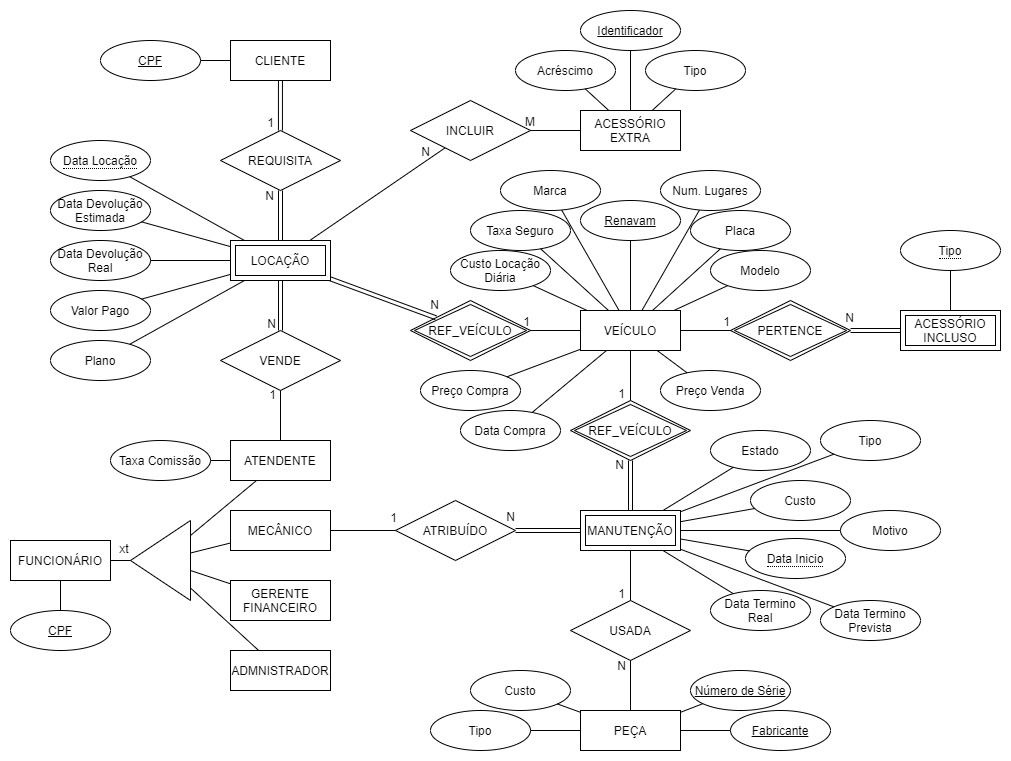 Identificador
CPF
CLIENTE
Acréscimo
Tipo
1
M
ACESSÓRIO
EXTRA
INCLUIR
N
REQUISITA
Data Locação
N
Marca
Num. Lugares
Data Devolução
Estimada
Renavam
Taxa Seguro
Placa
Data Devolução
Real
LOCAÇÃO
Custo Locação
Diária
Modelo
Tipo
Valor Pago
N
N
REF_VEÍCULO
1
VEÍCULO
1
PERTENCE
N
ACESSÓRIO
INCLUSO
Plano
VENDE
1
Preço Compra
1
Preço Venda
Data Compra
REF_VEÍCULO
Taxa Comissão
ATENDENTE
N
Estado
Tipo
Custo
MECÂNICO
1
ATRIBUÍDO
N
MANUTENÇÃO
Motivo
FUNCIONÁRIO
xt
Data Inicio
GERENTE
FINANCEIRO
1
Data Termino
Real
Data Termino
Prevista
CPF
USADA
ADMNISTRADOR
N
Custo
Número de Série
Tipo
PEÇA
Fabricante